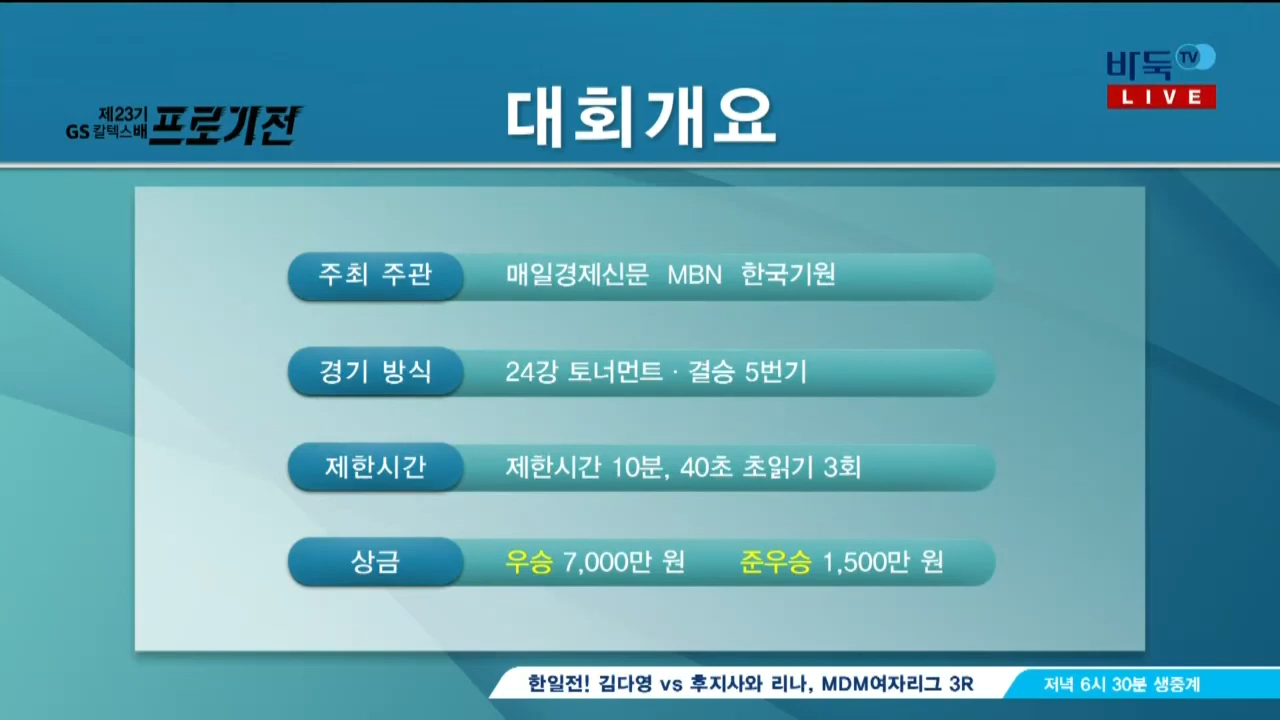 제23기
GS 칼텍스배 프로기전
대회개요
바둑 TV
LIVE
주최 주관 매일경제신문 MBN 한국기원
경기 방식 24강 토너먼트 · 결승 5번기
제한시간 제한시간 10분, 40초 초읽기 3회
상금 우승 7,000만 원 준우승 1,500만 원
한일전! 김다영 vs 후지사와 리나, MDM여자리그 3R 저녁 6시 30분 생중계